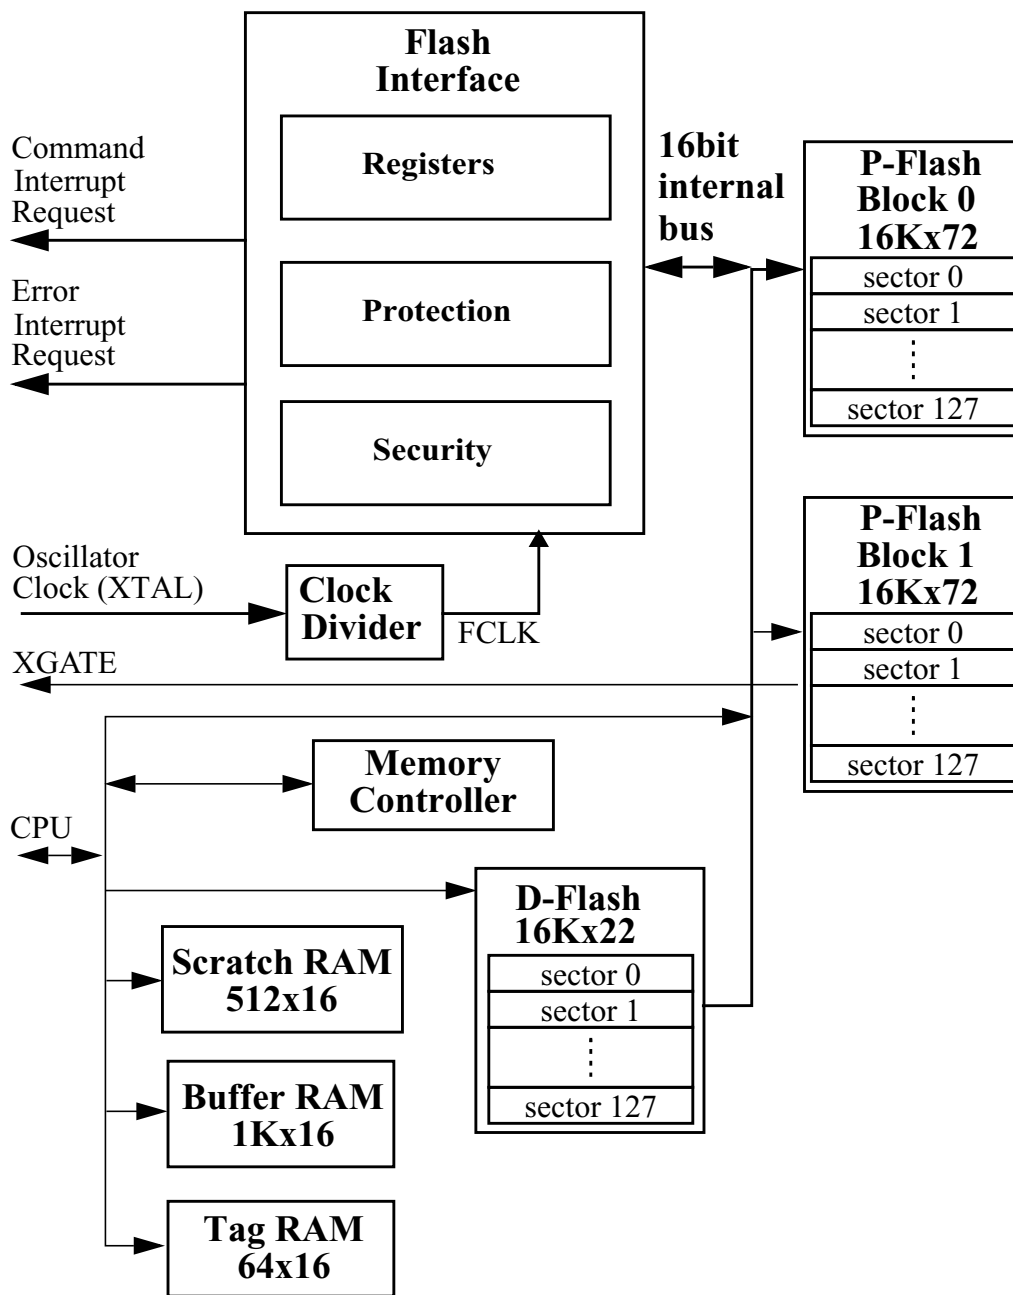 Flash
Interface
Registers
Protection
Security
Command
Interrupt
Request
Error
Interrupt
Request
16bit
internal
bus
P-Flash
Block 0
16Kx72
sector 0
sector 1
sector 127
P-Flash
Block 1
16Kx72
sector 0
sector 1
sector 127
Oscillator
Clock (XTAL)
Clock
Divider
FCLK
XGATE
Memory
Controller
CPU
D-Flash
16Kx22
sector 0
sector 1
sector 127
Scratch RAM
512x16
Buffer RAM
1Kx16
Tag RAM
64x16